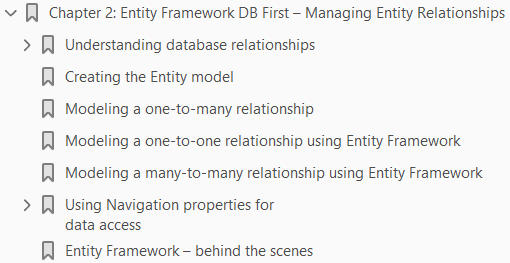 Chapter 2: Entity Framework DB First – Managing Entity Relationships
Understanding database relationships
Creating the Entity model
Modeling a one-to-many relationship
Modeling a one-to-one relationship using Entity Framework
Modeling a many-to-many relationship using Entity Framework
Using Navigation properties for
data access
Entity Framework – behind the scenes